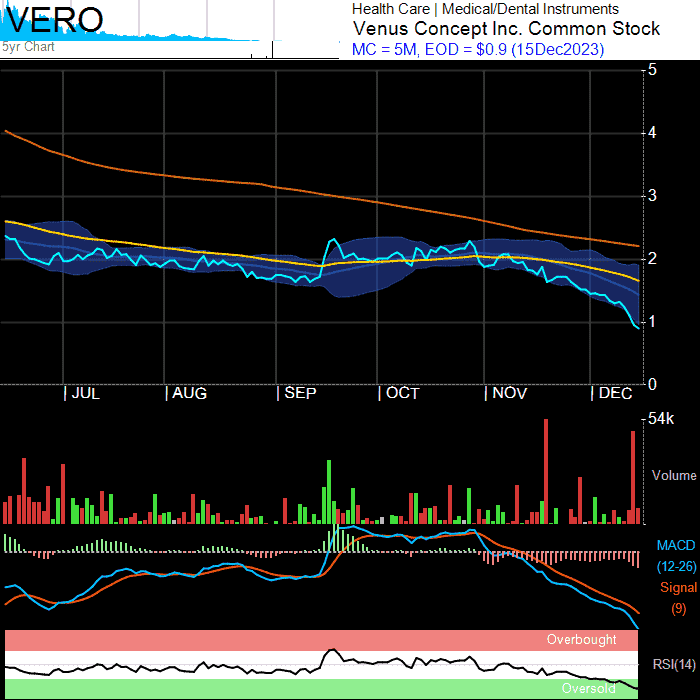 VERO
5yr Chart
Health Care | Medical/Dental Instruments
Venus Concept Inc. Common Stock
MC = 5M, EOD = $0.9 (15Dec2023)
5
4
3
2
1
0
| JUL | AUG | SEP | OCT | NOV | DEC
54k
Volume
MACD
(12-26)
Signal
(9)
Overbought
RSI(14)
Oversold